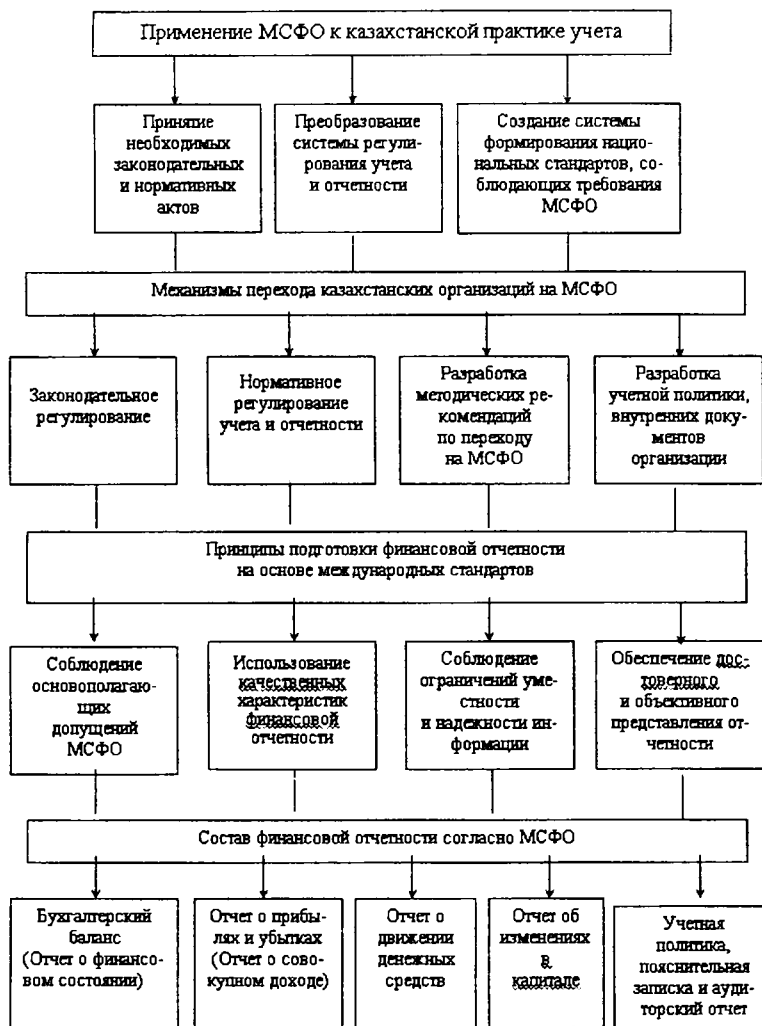 Применение МСФО к казахстанской практике учета
Принятие
необходимых
законодательных
и нормативных
актов
Преобразование
системы регули-
рования учета
и отчетности
Создание системы
формирования нацио-
нальных стандартов, со-
блюдающих требования
МСФО
Механизмы перехода казахстанских организаций на МСФО
Законодательное
регулирование
Нормативное
регулирование
учета и отчетности
Разработка
методических ре-
комендаций
по переходу
на МСФО
Разработка
учетной политики,
внутренних доку-
ментов
организации
Принципы подготовки финансовой отчетности
на основе международных стандартов
Соблюдение
основополагаю-
щих
допущений
МСФО
Использование
качественных
характеристик
финансовой
отчетности
Соблюдение
ограничений уме-
стности
и надежности ин-
формации
Обеспечение дос-
товерного
и объективного
представления от-
четности
Состав финансовой отчетности согласно МСФО
Бухгалтерский
баланс
(Отчет о финансо-
вом состоянии)
Отчет о прибы-
лях и убытках
(Отчет о сово-
купном доходе)
Отчет о
движении
денежных
средств
Отчет об
изменениях
в
капитале
Учетная
политика,
пояснительная
записка и ауди-
торский отчет